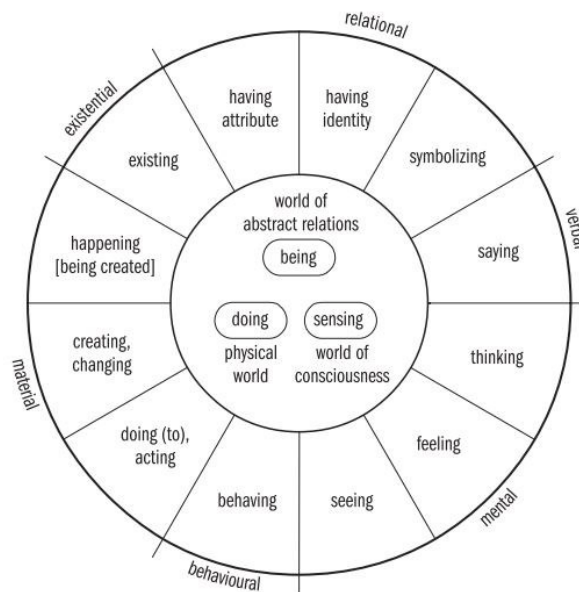 relational
having
attribute
having
identity
existential
existing
symbolizing
verbal
world of
abstract relations
being
happening
[being created]
saying
doing
sensing
physical
world
world of
consciousness
creating,
changing
thinking
material
doing (to),
acting
feeling
behaving
seeing
mental
behavioural